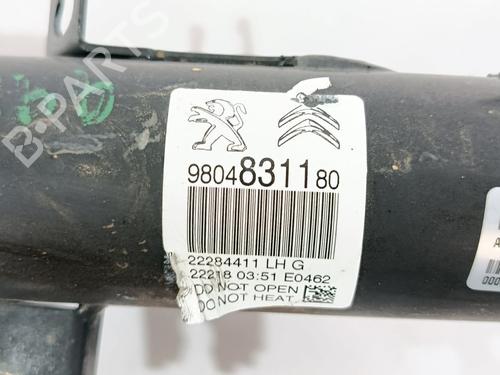 B-PARTS
9804831180
22284411 LH G
22218 03:51 E0462
DO NOT OPEN
DO NOT HEAT